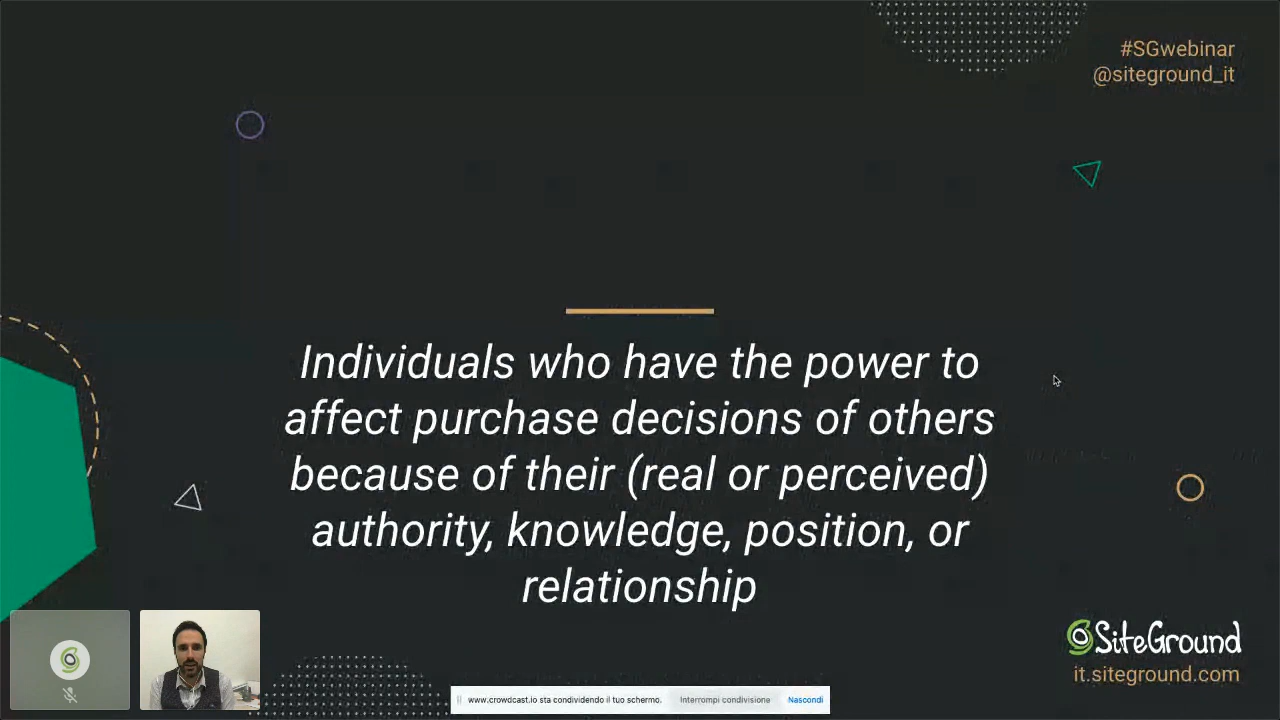 #SGwebinar
@siteground_it
Individuals who have the power to
affect purchase decisions of others
because of their (real or perceived)
authority, knowledge, position, or
relationship
SiteGround
it.siteground.com
www.crowdcast.io sta condividendo il tuo schermo. Interrompi condivisione Nascondi